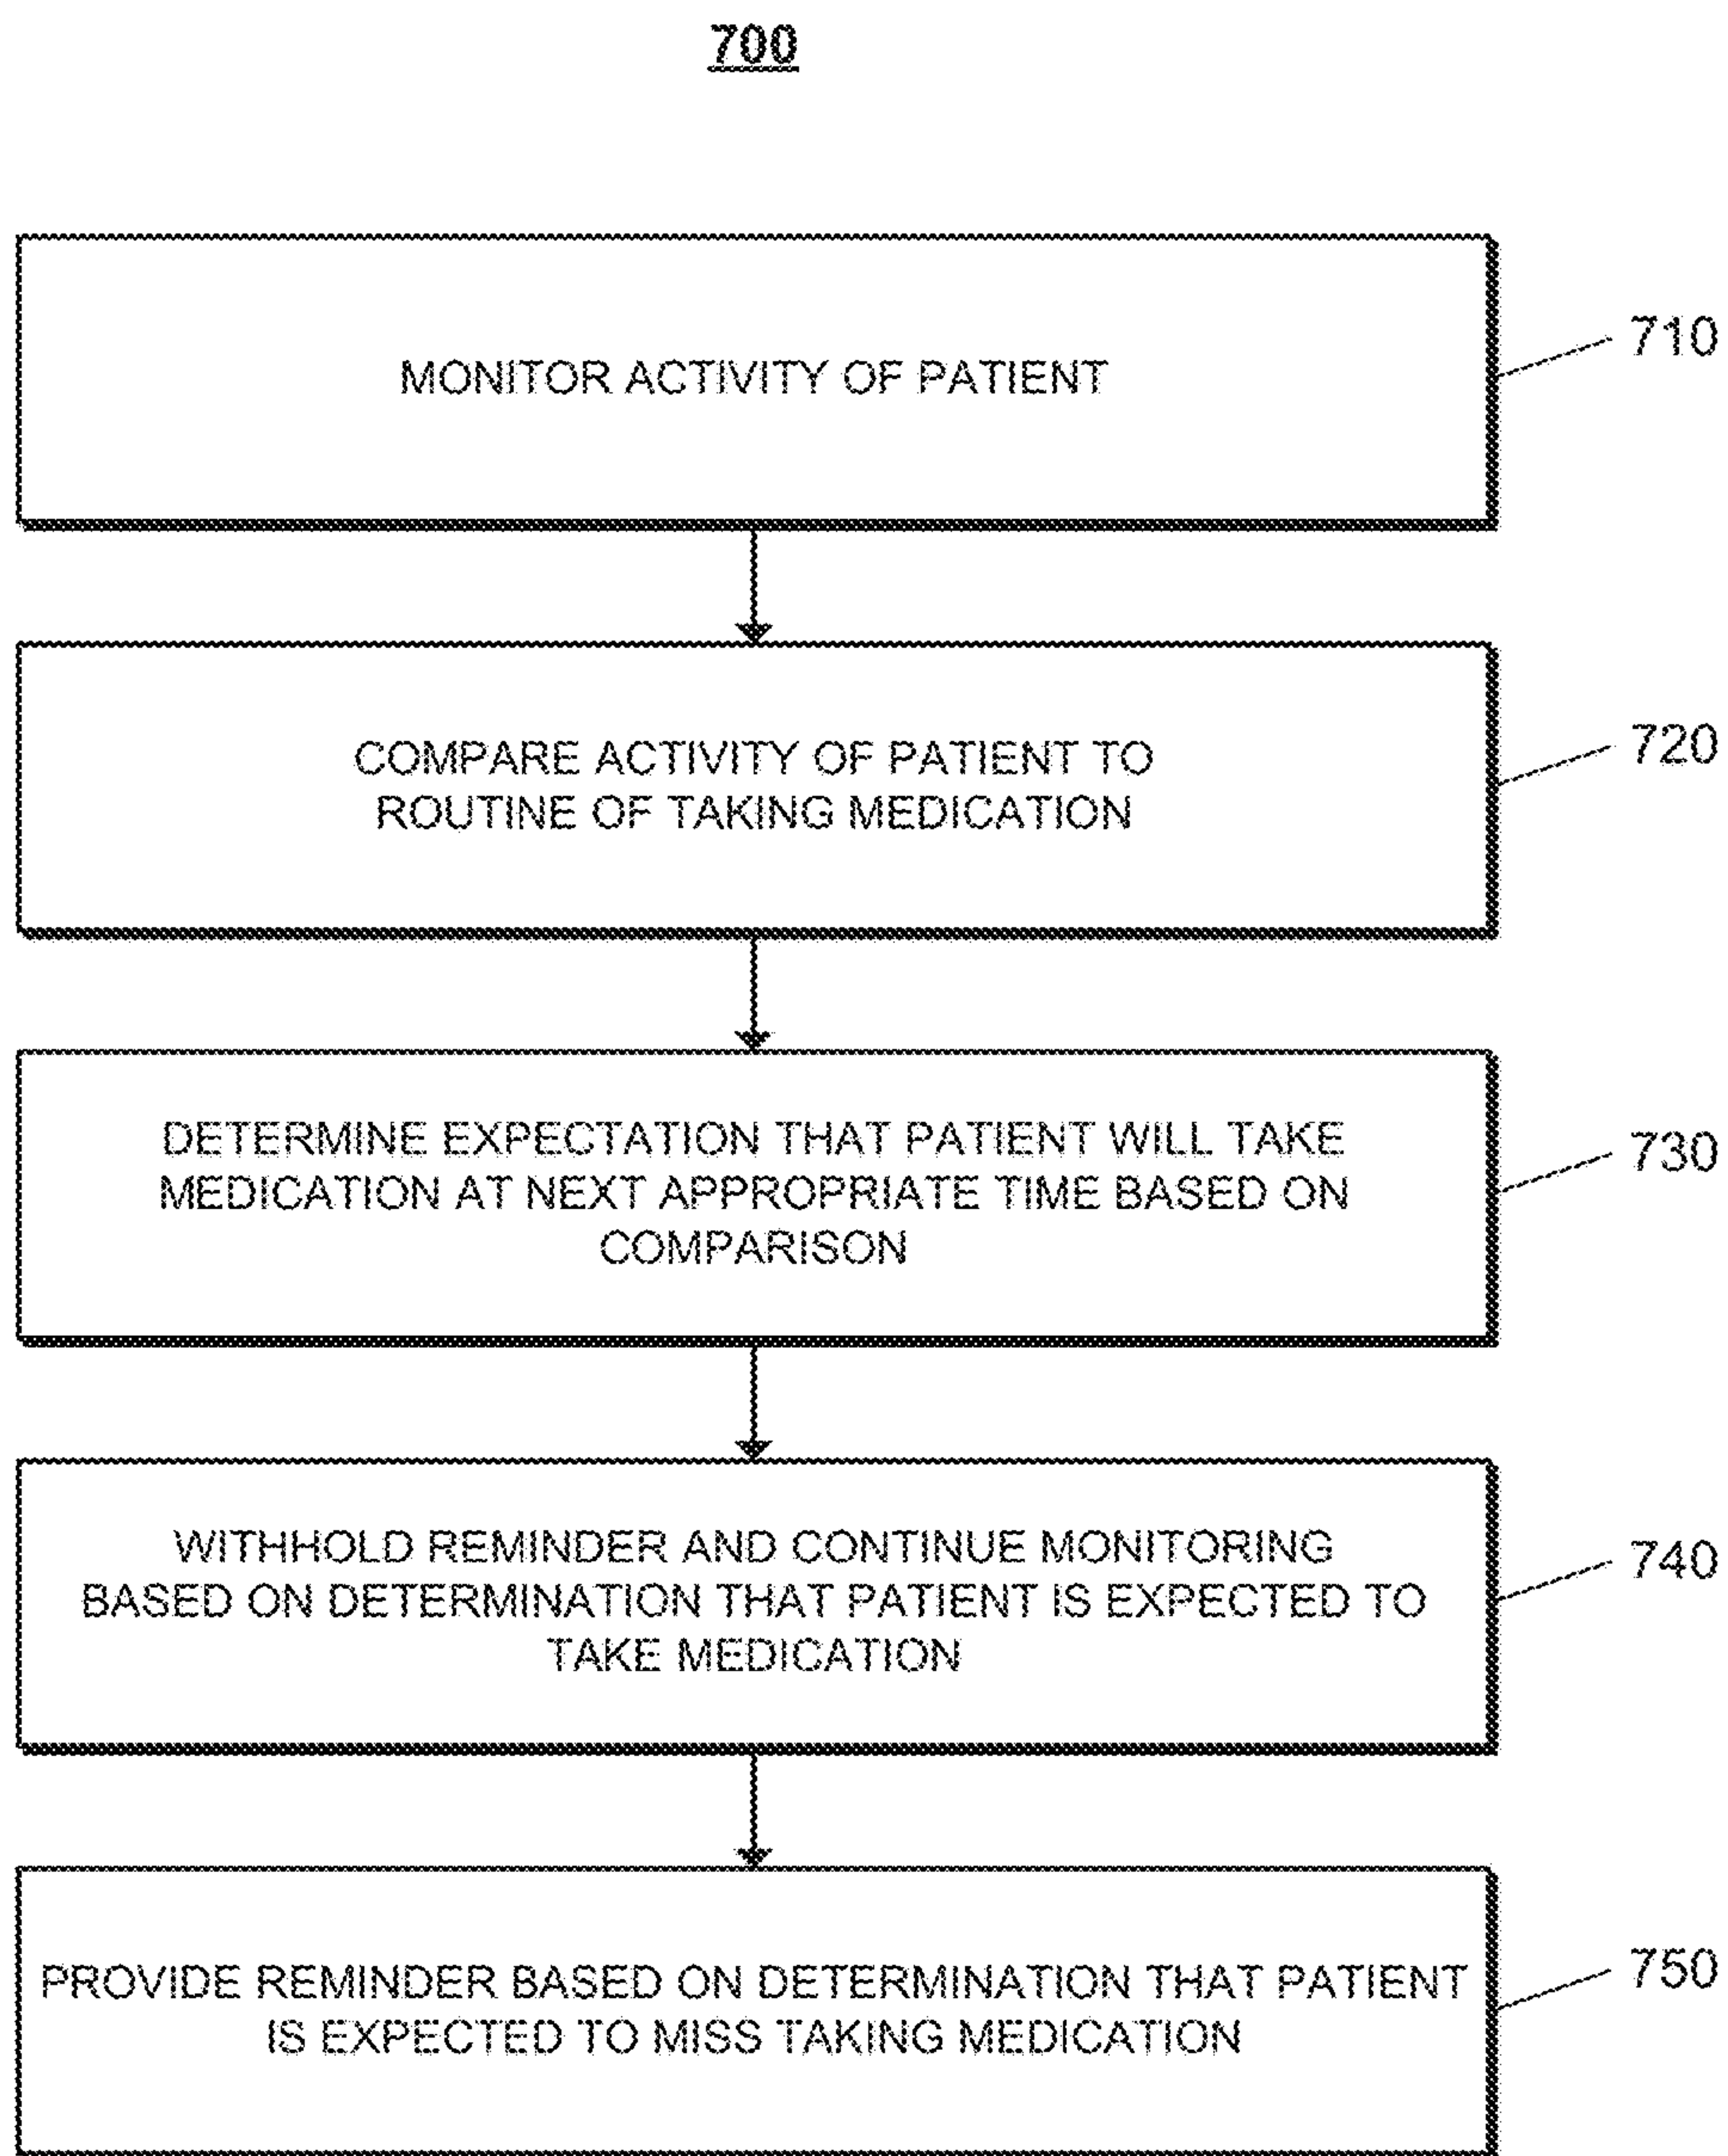 700
MONITOR ACTIVITY OF PATIENT
710
COMPARE ACTIVITY OF PATIENT TO
ROUTINE OF TAKING MEDICATION
720
DETERMINE EXPECTATION THAT PATIENT WILL TAKE
MEDICATION AT NEXT APPROPRIATE TIME BASED ON
COMPARISON
730
WITHHOLD REMINDER AND CONTINUE MONITORING
BASED ON DETERMINATION THAT PATIENT IS EXPECTED TO
TAKE MEDICATION
740
PROVIDE REMINDER BASED ON DETERMINATION THAT PATIENT
IS EXPECTED TO MISS TAKING MEDICATION
750